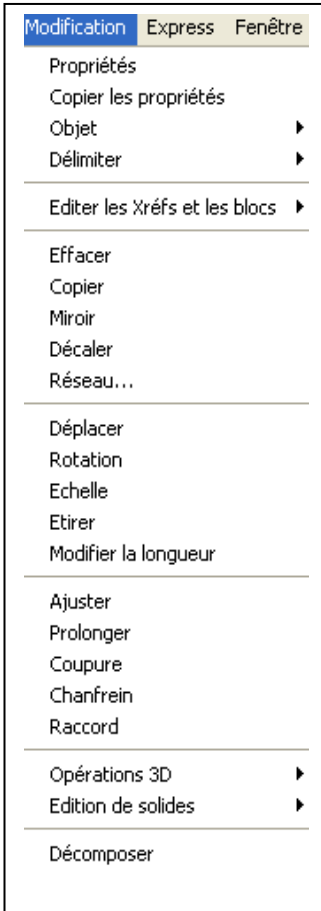 Modification Express Fenêtre
Propriétés
Copier les propriétés
Objet
Délimiter
Editer les Xréfs et les blocs
Effacer
Copier
Miroir
Décaler
Réseau...
Déplacer
Rotation
Echelle
Etirer
Modifier la longueur
Ajuster
Prolonger
Coupure
Chanfrein
Raccord
Opérations 3D
Edition de solides
Décomposer